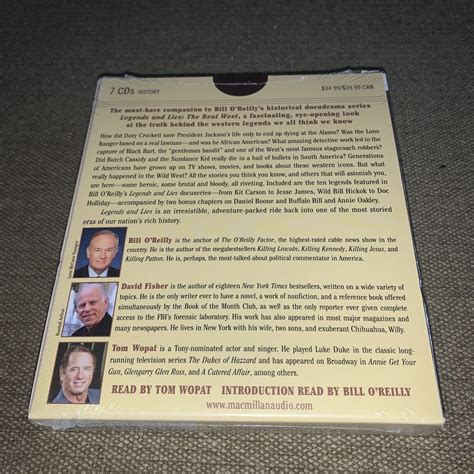 7 CDs HISTORY
$34.99/$39.99 CAN
The must-have companion to Bill O'Reilly's historical docudrama series
Legends and Lies: The Real West, a fascinating, eye-opening look
at the truth behind the western legends we all think we know
How did Davy Crockett save President Jackson's life only to end up dying at the Alamo? Was the Lone
Ranger based on a real lawman—and was he African American? What amazing detective work led to the
capture of Black Bart, the "gentleman bandit" and one of the West's most famous stagecoach robbers?
Did Butch Cassidy and the Sundance Kid really die in a hail of bullets in South America? Generations
of Americans have grown up on TV shows, movies, and books about these western icons. But what
really happened in the Wild West? All the stories you think you know, and others that will astonish you,
are here—some heroic, some brutal and bloody, all riveting. Included are the ten legends featured in
Bill O'Reilly's Legends and Lies docuseries—from Kit Carson to Jesse James, Wild Bill Hickok to Doc
Holliday—accompanied by two bonus chapters on Daniel Boone and Buffalo Bill and Annie Oakley.
Legends and Lies is an irresistible, adventure-packed ride back into one of the most storied
eras of our nation's rich history.
Bill O'Reilly is the anchor of The O'Reilly Factor, the highest-rated cable news show in the
country. He is the author of the megabestsellers Killing Lincoln, Killing Kennedy, Killing Jesus, and
Killing Patton. He is, perhaps, the most-talked-about political commentator in America.
David Fisher is the author of eighteen New York Times bestsellers, written on a wide variety of
topics. He is the only writer ever to have a novel, a work of nonfiction, and a reference book offered
simultaneously by the Book of the Month Club, as well as the only reporter ever given complete
access to the FBI's forensic laboratory. His work has also appeared in most major magazines and
many newspapers. He lives in New York with his wife, two sons, and exuberant Chihuahua, Willy.
Tom Wopat is a Tony-nominated actor and singer. He played Luke Duke in the classic long-
running television series The Dukes of Hazzard and has appeared on Broadway in Annie Get Your
Gun, Glengarry Glen Ross, and A Catered Affair, among others.
READ BY TOM WOPAT INTRODUCTION READ BY BILL O'REILLY
www.macmillanaudio.com